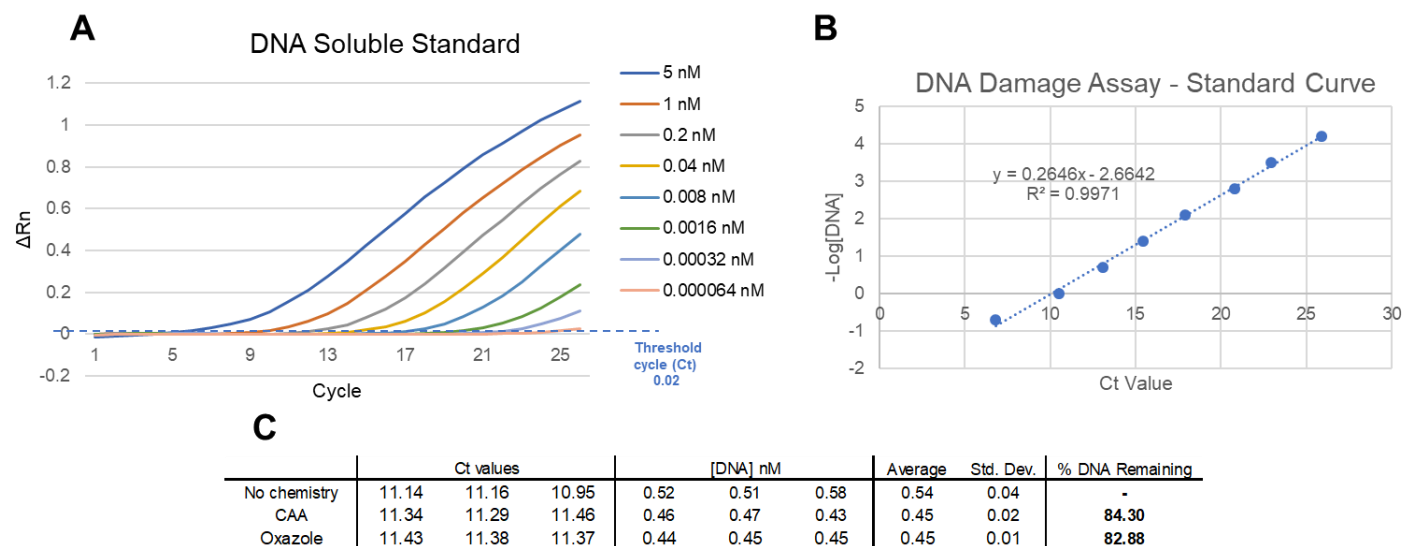 A
DNA Soluble Standard
1.2
1
0.8
0.6
0.4
0.2
0
-0.2
ΔRn
1 5 9 13 17 21 25
Cycle
5 nM
1 nM
0.2 nM
0.04 nM
0.008 nM
0.0016 nM
0.00032 nM
0.000064 nM
Threshold
cycle (Ct)
0.02
B
DNA Damage Assay - Standard Curve
5
4
3
2
1
0
-1
-2
-Log[DNA]
y = 0.2646x - 2.6642
R² = 0.9971
0 5 10 15 20 25 30
Ct Value
C
Ct values [DNA] nM Average Std. Dev. % DNA Remaining
No chemistry 11.14 11.16 10.95 0.52 0.51 0.58 0.54 0.04 -
CAA 11.34 11.29 11.46 0.46 0.47 0.43 0.45 0.02 84.30
Oxazole 11.43 11.38 11.37 0.44 0.45 0.45 0.45 0.01 82.88